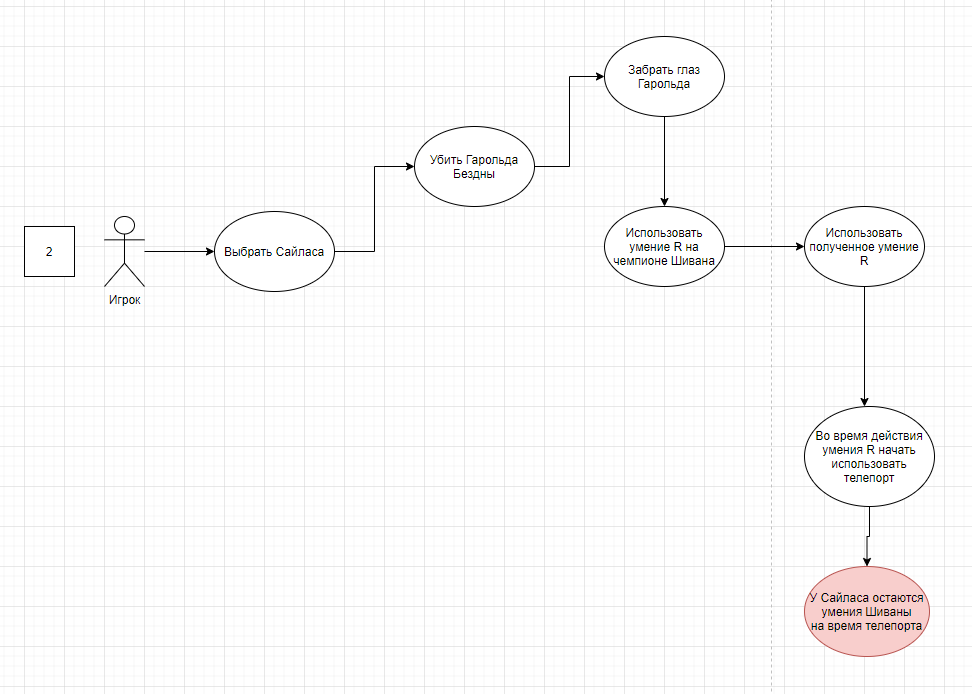 2
Игрок
Выбрать Сайласа
Убить Гарольда
Бездны
Забрать глаз
Гарольда
Использовать
умение R на
чемпионе Шивана
Использовать
полученное умение
R
Во время действия
умения R начать
использовать
телепорт
У Сайласа остаются
умения Шиваны
на время телепорта